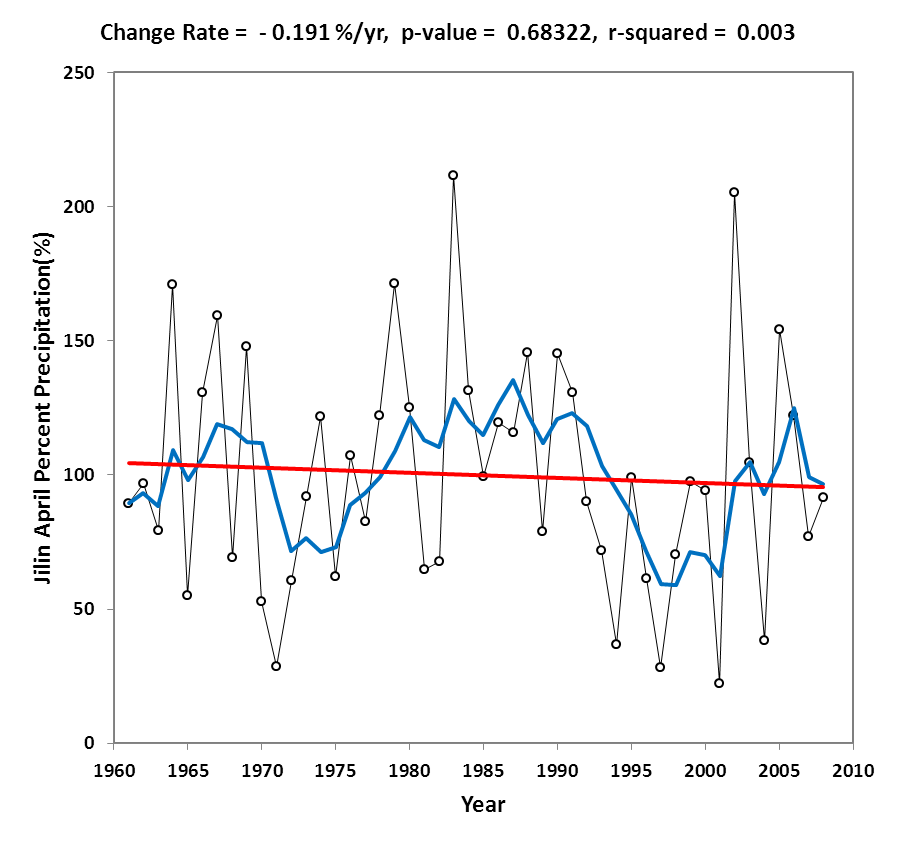 Change Rate = - 0.191 %/yr, p-value = 0.68322, r-squared = 0.003
250
200
150
100
50
0
Jilin April Percent Precipitation(%)
1960 1965 1970 1975 1980 1985 1990 1995 2000 2005 2010
Year